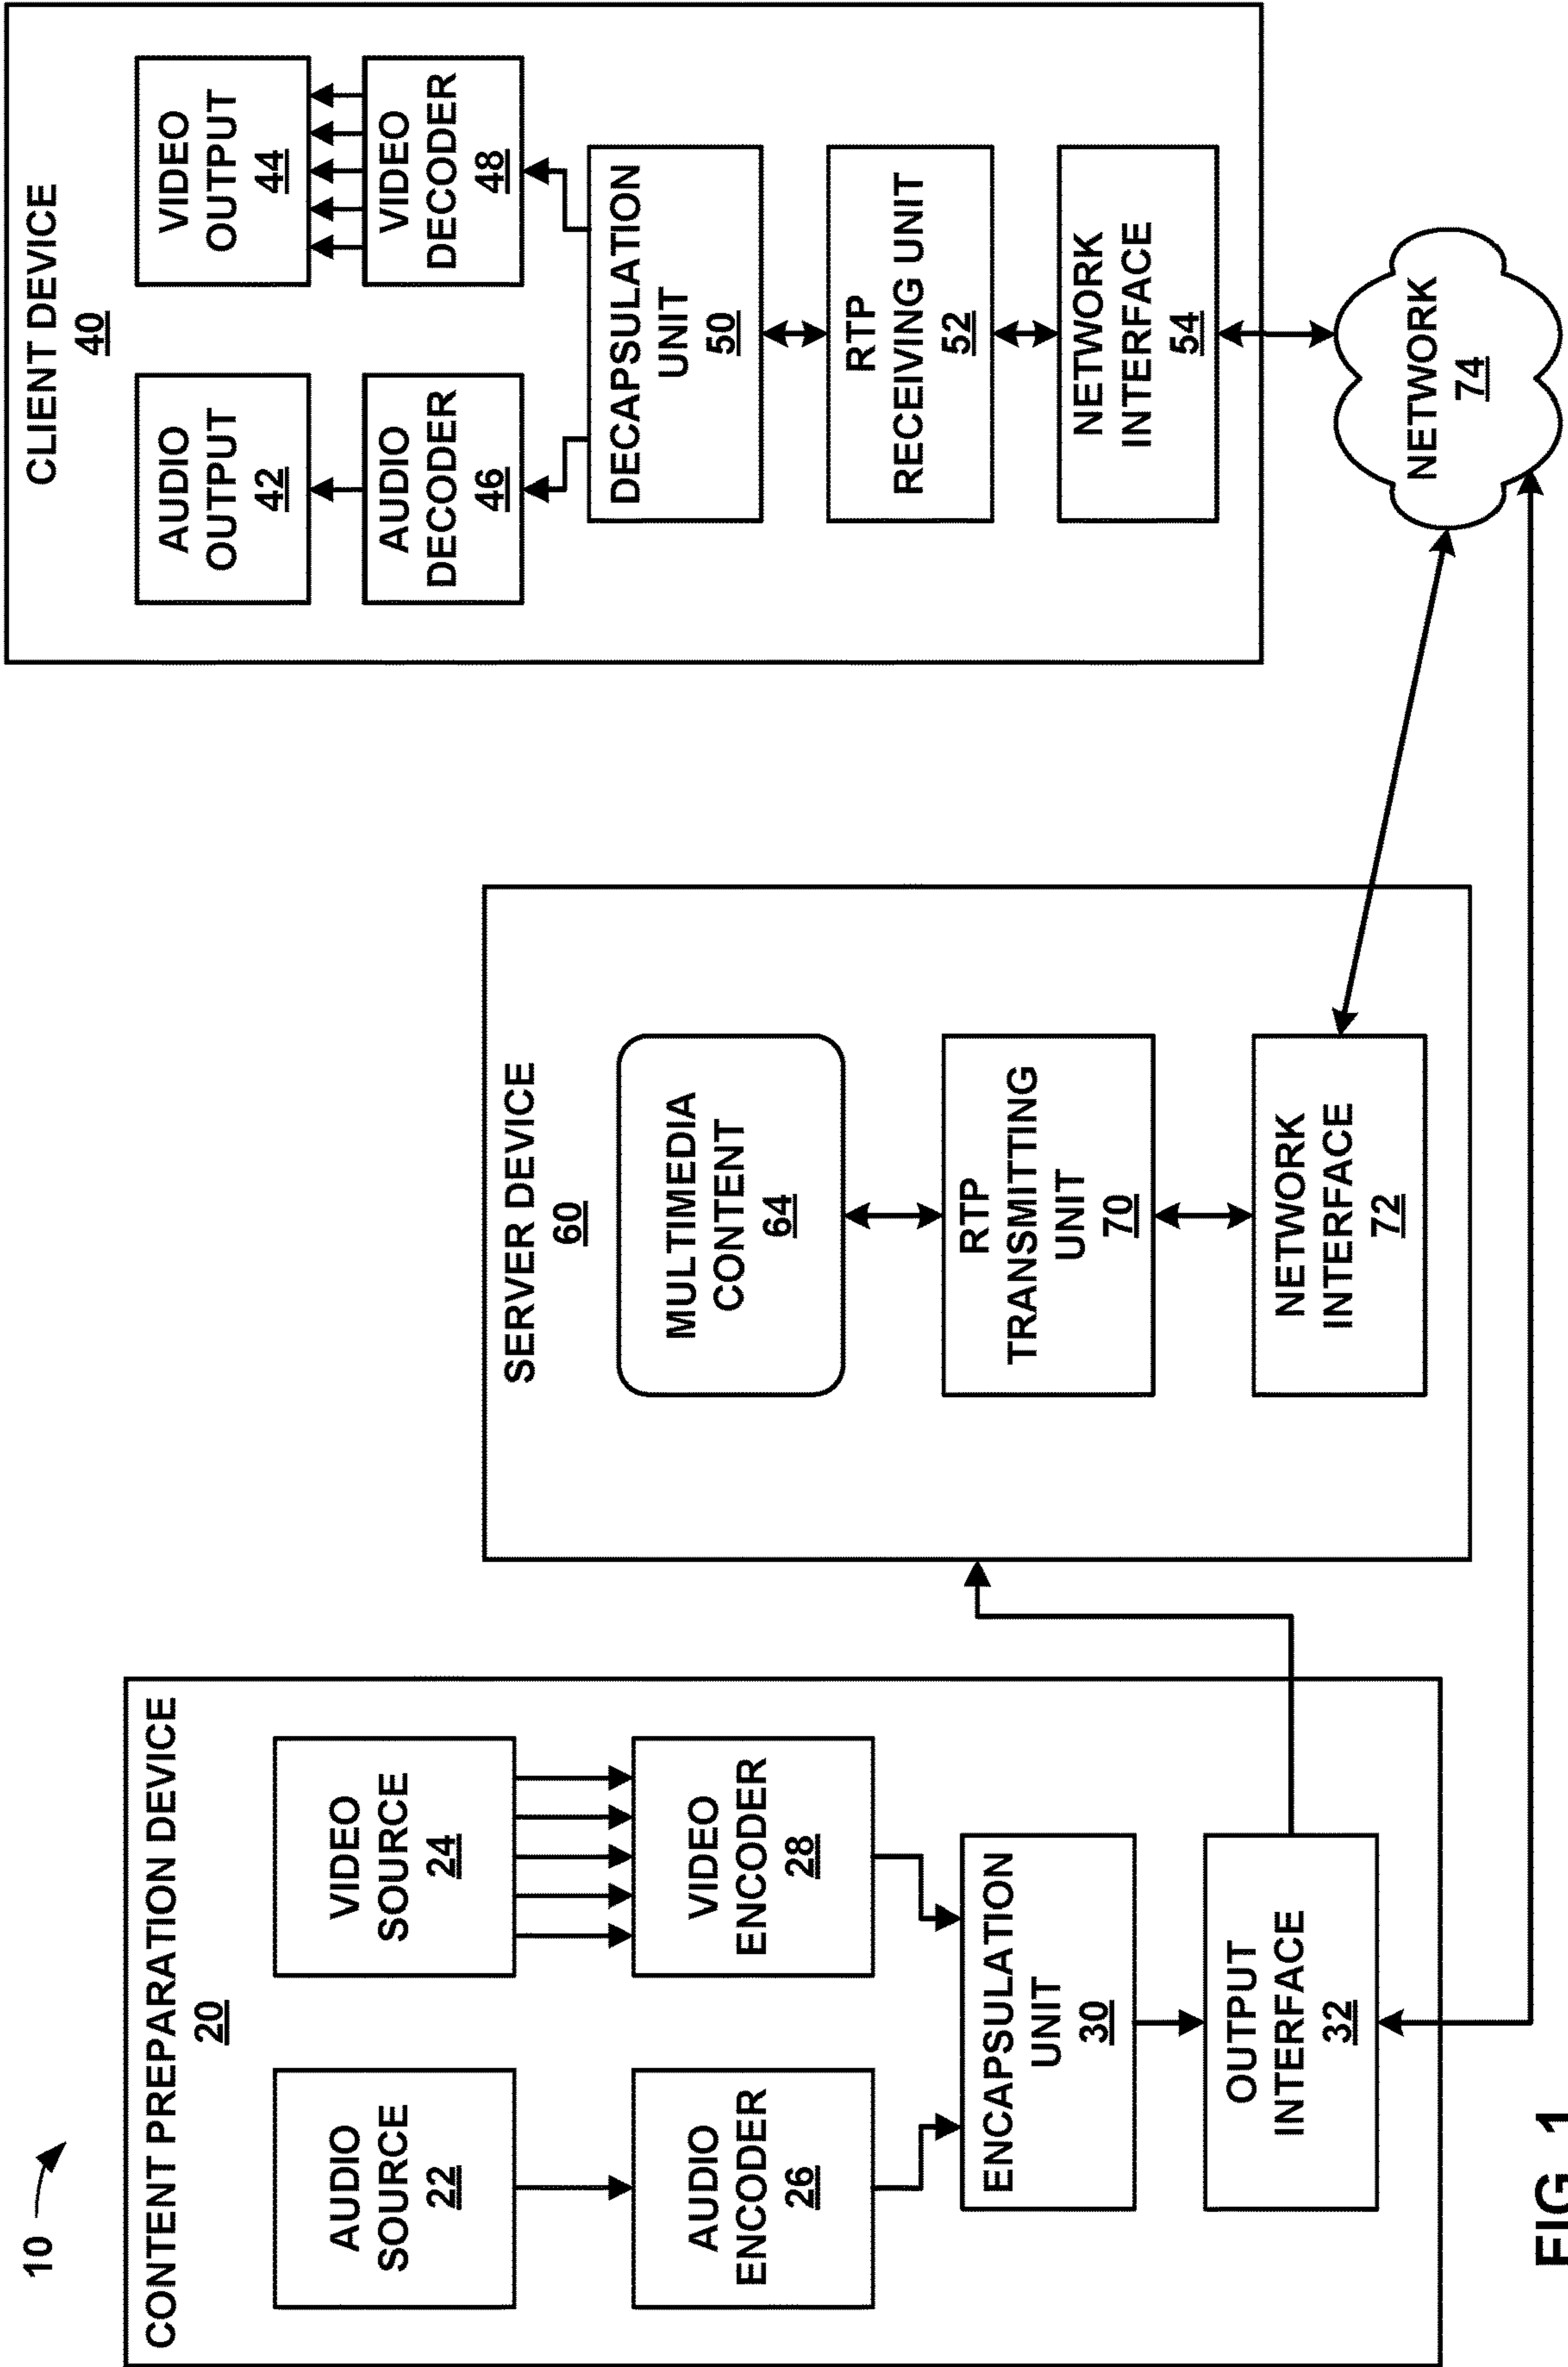 10
CONTENT PREPARATION DEVICE
20
AUDIO
SOURCE
22
VIDEO
SOURCE
24
AUDIO
ENCODER
26
VIDEO
ENCODER
28
ENCAPSULATION
UNIT
30
OUTPUT
INTERFACE
32
SERVER DEVICE
60
MULTIMEDIA
CONTENT
64
RTP
TRANSMITTING
UNIT
70
NETWORK
INTERFACE
72
CLIENT DEVICE
40
AUDIO
OUTPUT
42
VIDEO
OUTPUT
44
AUDIO
DECODER
46
VIDEO
DECODER
48
DECAPSULATION
UNIT
50
RTP
RECEIVING UNIT
52
NETWORK
INTERFACE
54
NETWORK
74
FIG. 1